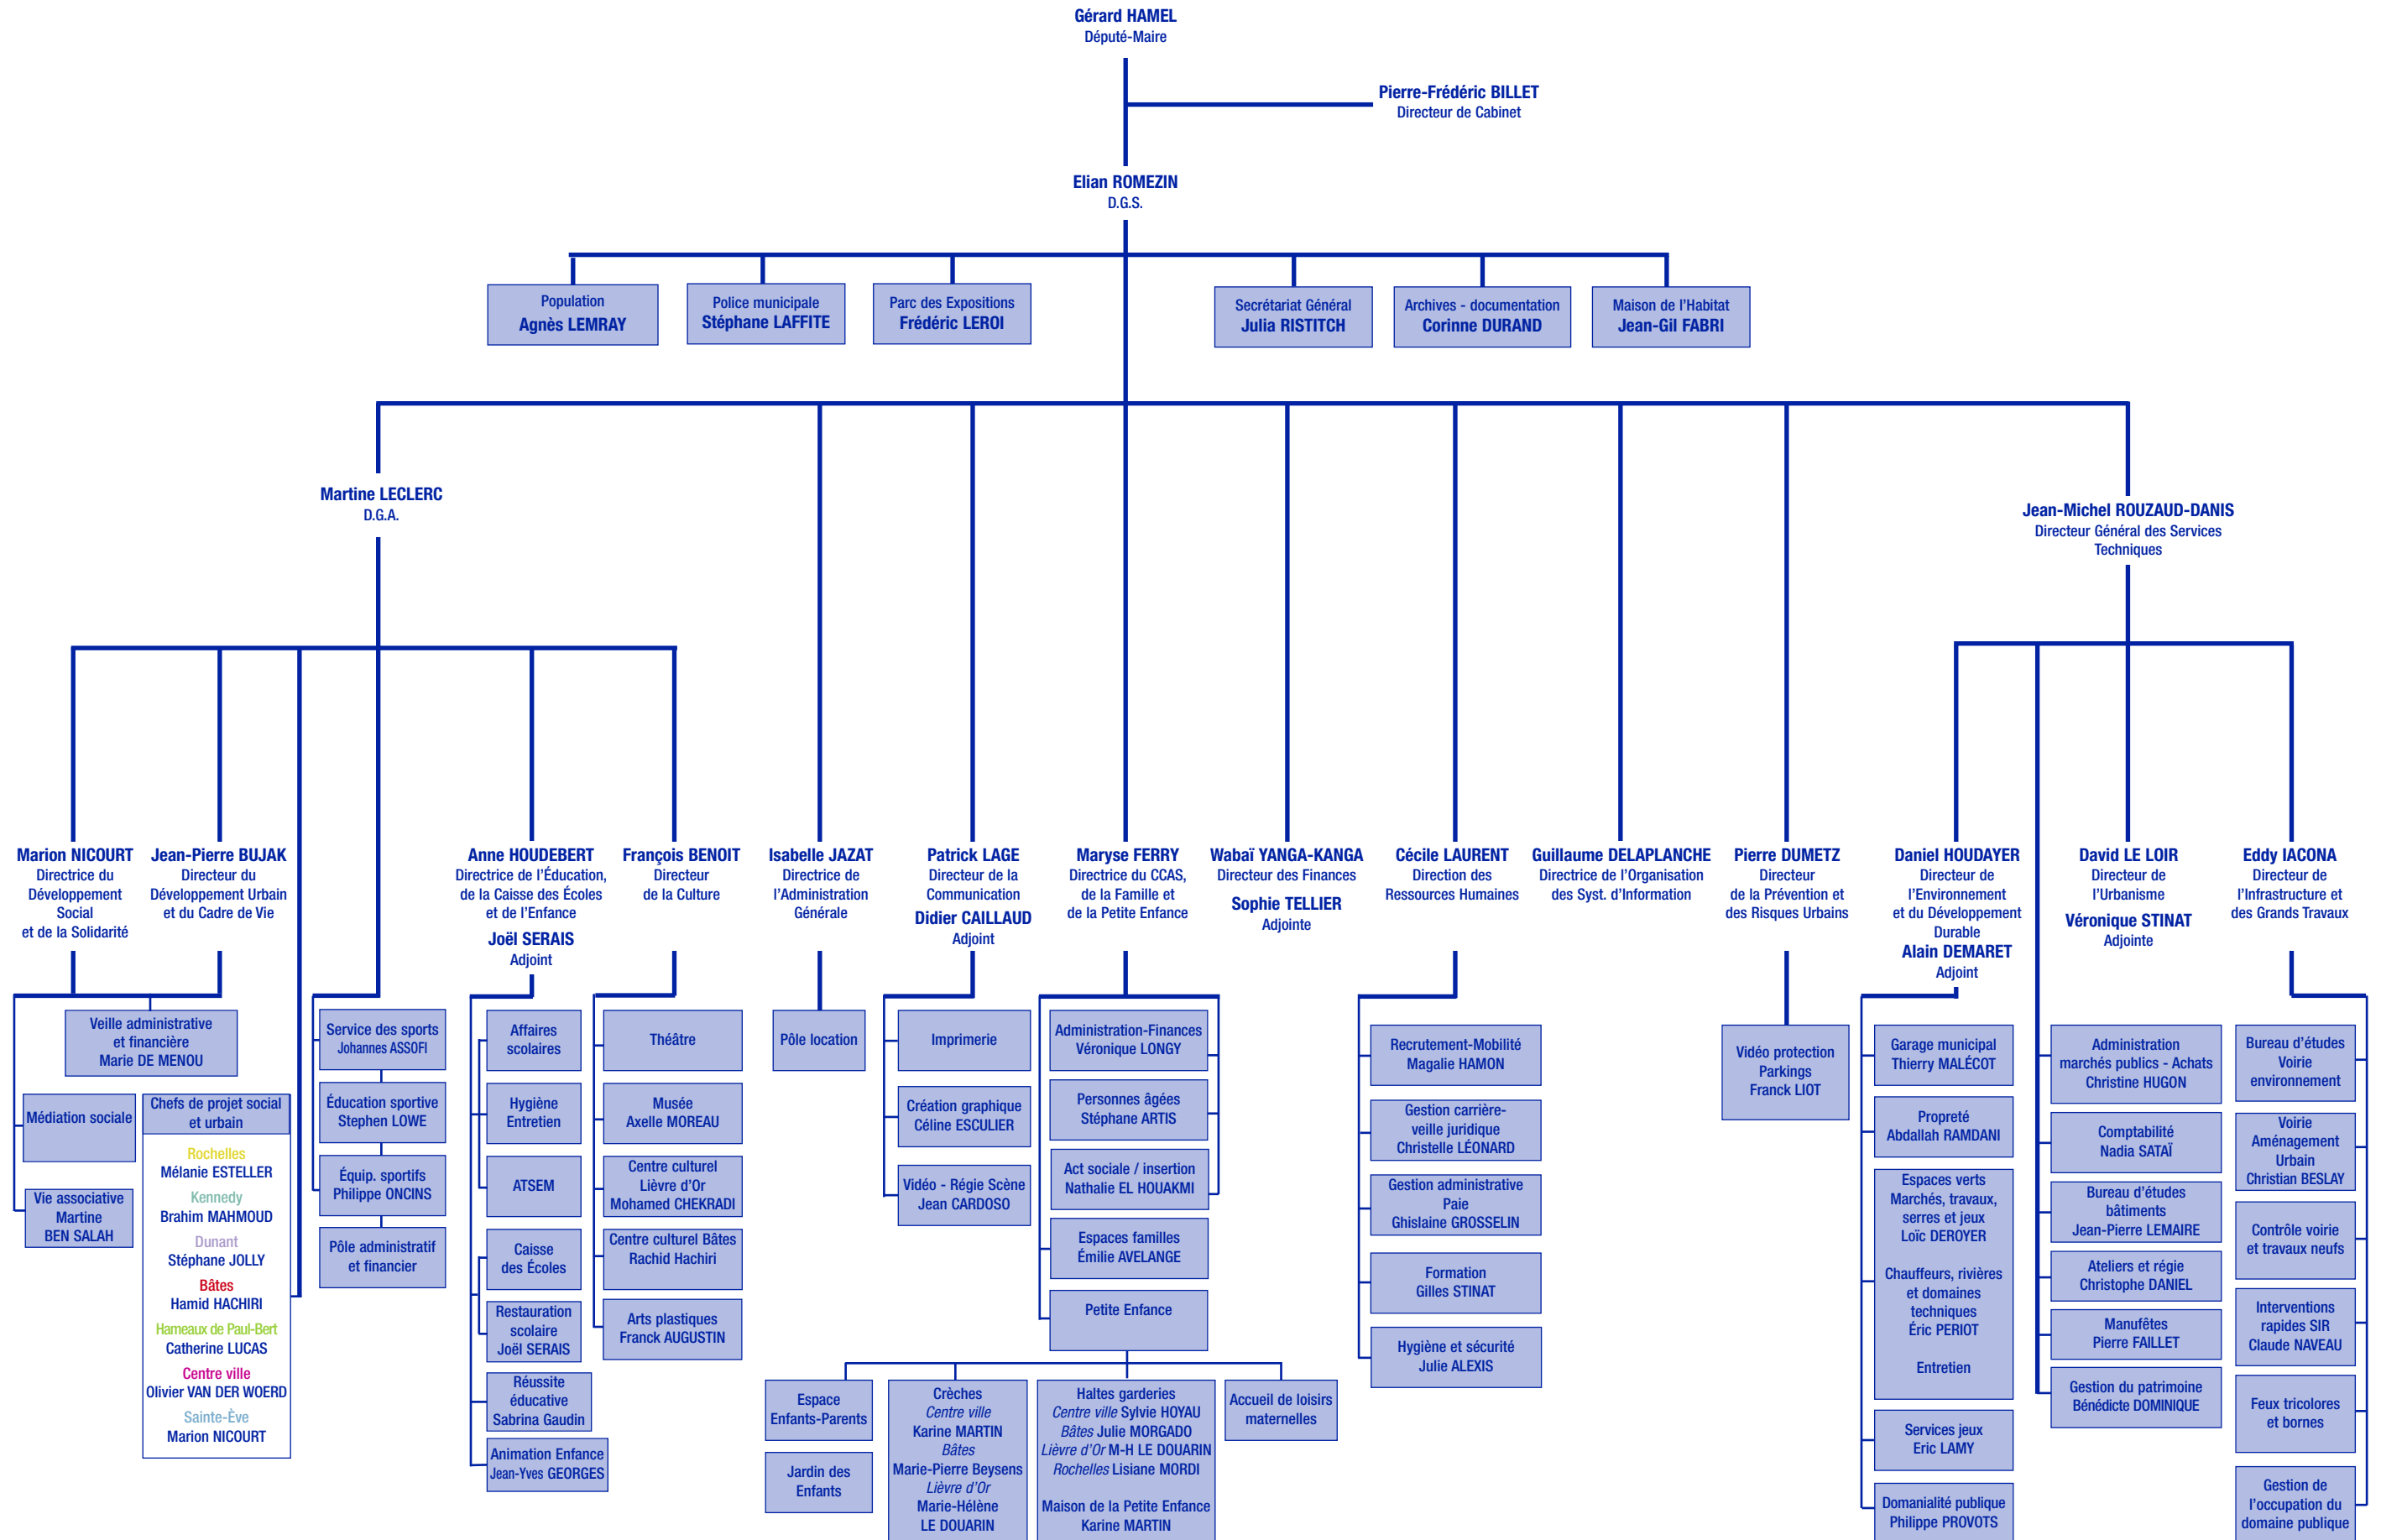 Gérard HAMEL
Député-Maire
Pierre-Frédéric BILLET
Directeur de Cabinet
Elian ROMEZIN
D.G.S.
Population
Agnès LEMRAY
Police municipale
Stéphane LAFFITE
Parc des Expositions
Frédéric LEROI
Secrétariat Général
Julia RISTITCH
Archives - documentation
Corinne DURAND
Maison de l'Habitat
Jean-Gil FABRI
Martine LECLERC
D.G.A.
Jean-Michel ROUZAUD-DANIS
Directeur Général des Services
Techniques
Marion NICOURT
Directrice du
Développement
Social
et de la Solidarité
Jean-Pierre BUJAK
Directeur du
Développement Urbain
et du Cadre de Vie
Anne HOUDEBERT
Directrice de l'Éducation,
de la Caisse des Écoles
et de l'Enfance
Joël SERAIS
Adjoint
François BENOIT
Directeur
de la Culture
Isabelle JAZAT
Directrice de
l'Administration
Générale
Patrick LAGE
Directeur de la
Communication
Didier CAILLAUD
Adjoint
Maryse FERRY
Directrice du CCAS,
de la Famille et
de la Petite Enfance
Wabaï YANGA-KANGA
Directeur des Finances
Sophie TELLIER
Adjointe
Cécile LAURENT
Direction des
Ressources Humaines
Guillaume DELAPLANCHE
Directrice de l'Organisation
des Syst. d'Information
Pierre DUMETZ
Directeur
de la Prévention et
des Risques Urbains
Daniel HOUDAYER
Directeur de
l'Environnement
et du Développement
Durable
Alain DEMARET
Adjoint
David LE LOIR
Directeur de
l'Urbanisme
Véronique STINAT
Adjointe
Eddy IACONA
Directeur de
l'Infrastructure et
des Grands Travaux
Veille administrative
et financière
Marie DE MENOU
Médiation sociale
Vie associative
Martine
BEN SALAH
Chefs de projet social
et urbain
Rochelles
Mélanie ESTELLER
Kennedy
Brahim MAHMOUD
Dunant
Stéphane JOLLY
Bâtes
Hamid HACHIRI
Hameaux de Paul-Bert
Catherine LUCAS
Centre ville
Olivier VAN DER WOERD
Sainte-Ève
Marion NICOURT
Service des sports
Johannes ASSOFI
Éducation sportive
Stephen LOWE
Équip. sportifs
Philippe ONCINS
Pôle administratif
et financier
Affaires
scolaires
Hygiène
Entretien
ATSEM
Caisse
des Écoles
Restauration
scolaire
Joël SERAIS
Réussite
éducative
Sabrina Gaudin
Animation Enfance
Jean-Yves GEORGES
Théâtre
Musée
Axelle MOREAU
Centre culturel
Lièvre d'Or
Mohamed CHEKRADI
Centre culturel Bâtes
Rachid Hachiri
Arts plastiques
Franck AUGUSTIN
Pôle location
Imprimerie
Création graphique
Céline ESCULIER
Vidéo - Régie Scène
Jean CARDOSO
Administration-Finances
Véronique LONGY
Personnes âgées
Stéphane ARTIS
Act sociale / insertion
Nathalie EL HOUAKMI
Espaces familles
Émilie AVELANGE
Petite Enfance
Espace
Enfants-Parents
Jardin des
Enfants
Crèches
Centre ville
Karine MARTIN
Bâtes
Marie-Pierre Beysens
Lièvre d'Or
Marie-Hélène
LE DOUARIN
Haltes garderies
Centre ville Sylvie HOYAU
Bâtes Julie MORGADO
Lièvre d'Or M-H LE DOUARIN
Rochelles Lisiane MORDI
Maison de la Petite Enfance
Karine MARTIN
Accueil de loisirs
maternelles
Recrutement-Mobilité
Magalie HAMON
Gestion carrière-
veille juridique
Christelle LÉONARD
Gestion administrative
Paie
Ghislaine GROSSELIN
Formation
Gilles STINAT
Hygiène et sécurité
Julie ALEXIS
Vidéo protection
Parkings
Franck LIOT
Garage municipal
Thierry MALÉCOT
Propreté
Abdallah RAMDANI
Espaces verts
Marchés, travaux,
serres et jeux
Loïc DEROYER
Chauffeurs, rivières
et domaines
techniques
Éric PERIOT
Entretien
Services jeux
Eric LAMY
Domanialité publique
Philippe PROVOTS
Administration
marchés publics - Achats
Christine HUGON
Comptabilité
Nadia SATAÏ
Bureau d'études
bâtiments
Jean-Pierre LEMAIRE
Ateliers et régie
Christophe DANIEL
Manufêtes
Pierre FAILLET
Gestion du patrimoine
Bénédicte DOMINIQUE
Bureau d'études
Voirie
environnement
Voirie
Aménagement
Urbain
Christian BESLAY
Contrôle voirie
et travaux neufs
Interventions
rapides SIR
Claude NAVEAU
Feux tricolores
et bornes
Gestion de
l'occupation du
domaine publique